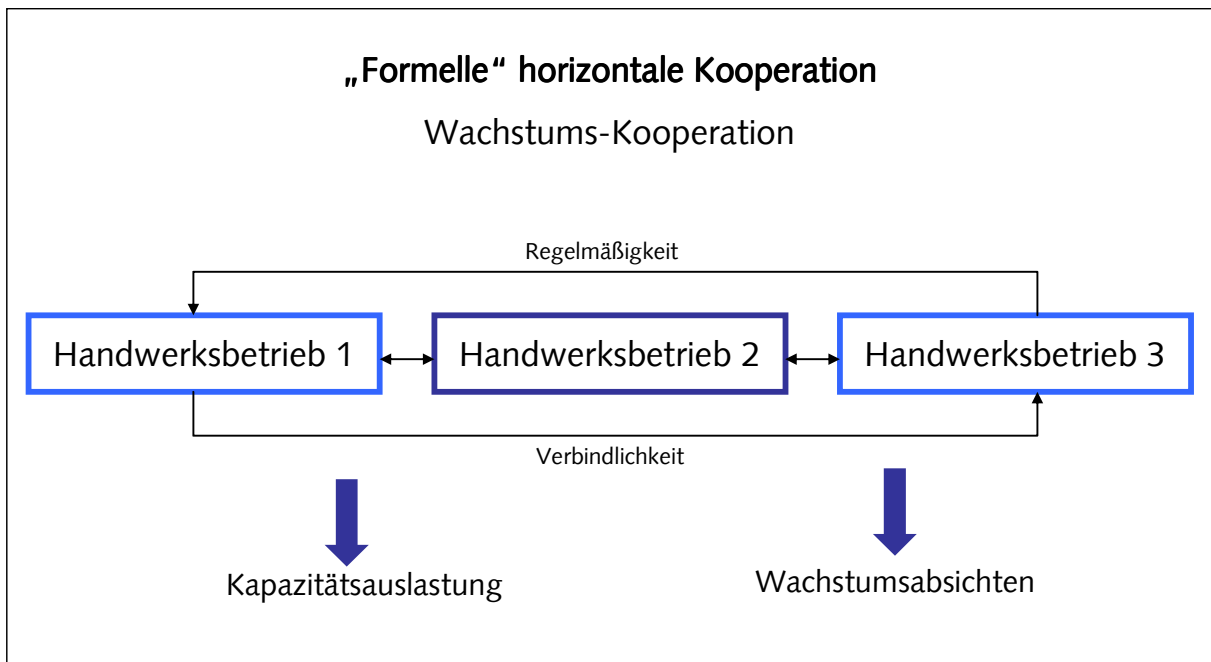 „Formelle“ horizontale Kooperation
Wachstums-Kooperation
Regelmäßigkeit
Handwerksbetrieb 1
Handwerksbetrieb 2
Handwerksbetrieb 3
Verbindlichkeit
Kapazitätsauslastung
Wachstumsabsichten